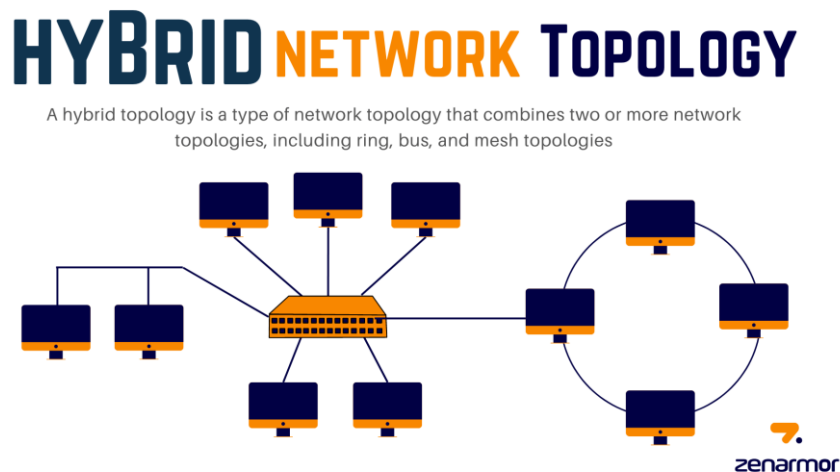 HYBRID NETWORK TOPOLOGY
A hybrid topology is a type of network topology that combines two or more network
topologies, including ring, bus, and mesh topologies
zenarmor